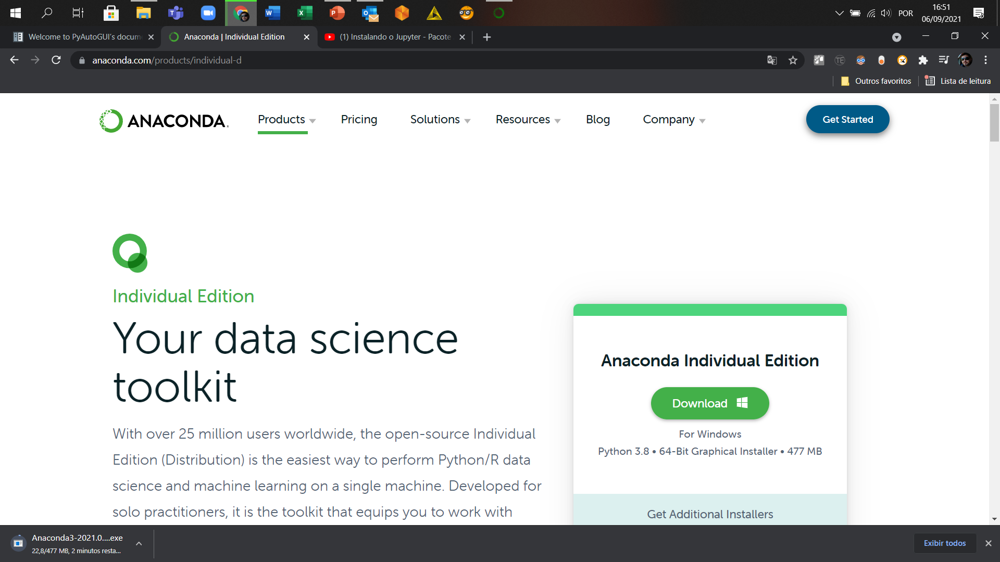 POR
16:51
06/09/2021
Welcome to PyAutoGUI's docum
Anaconda | Individual Edition
(1) Instalando o Jupyter - Pacote
anaconda.com/products/individual-d
TE
Outros favoritos
Lista de leitura
ANACONDA.
Products
Pricing
Solutions
Resources
Blog
Company
Get Started
Individual Edition
Your data science
toolkit
With over 25 million users worldwide, the open-source Individual
Edition (Distribution) is the easiest way to perform Python/R data
science and machine learning on a single machine. Developed for
solo practitioners, it is the toolkit that equips you to work with
Anaconda Individual Edition
Download
For Windows
Python 3.8 • 64-Bit Graphical Installer • 477 MB
Get Additional Installers
Anaconda3-2021.0....exe
22,8/477 MB, 2 minutos resta...
Exibir todos